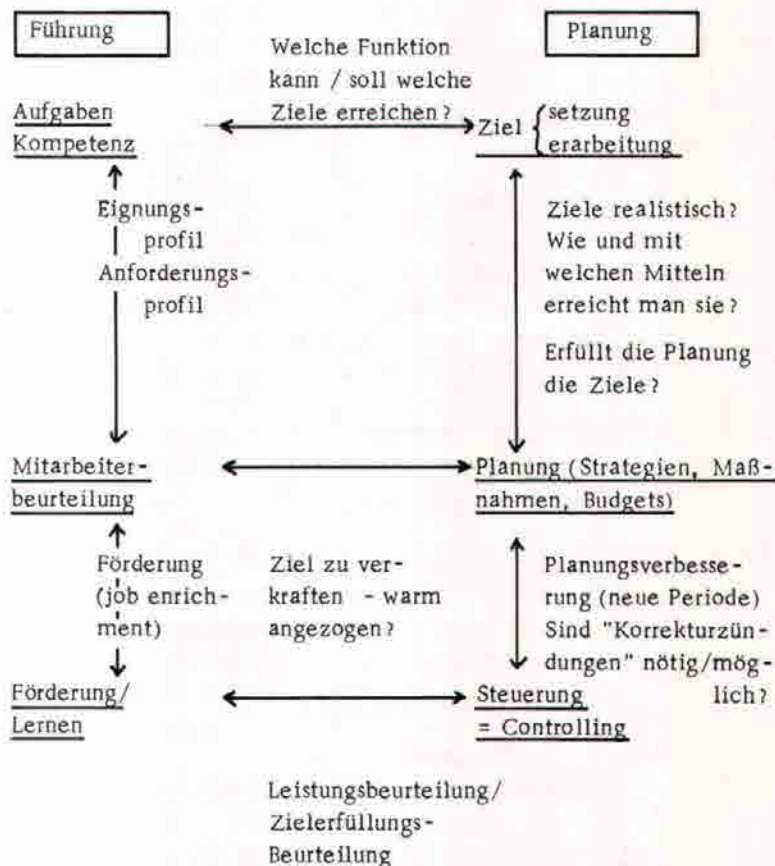 Führung
Planung
Welche Funktion
kann / soll welche
Ziele erreichen?
Aufgaben
Kompetenz
Ziel { setzung
erarbeitung
Eignungs-
profil
Anforderungs-
profil
Ziele realistisch?
Wie und mit
welchen Mitteln
erreicht man sie?
Erfüllt die Planung
die Ziele?
Mitarbeiter-
beurteilung
Planung (Strategien, Maß-
nahmen, Budgets)
Förderung
(job enrich-
ment)
Ziel zu ver-
kraften - warm
angezogen?
Planungsverbesse-
rung (neue Periode)
Sind "Korrekturzün-
dungen" nötig/mög-
lich?
Förderung/
Lernen
Steuerung
= Controlling
Leistungsbeurteilung/
Zielerfüllungs-
Beurteilung